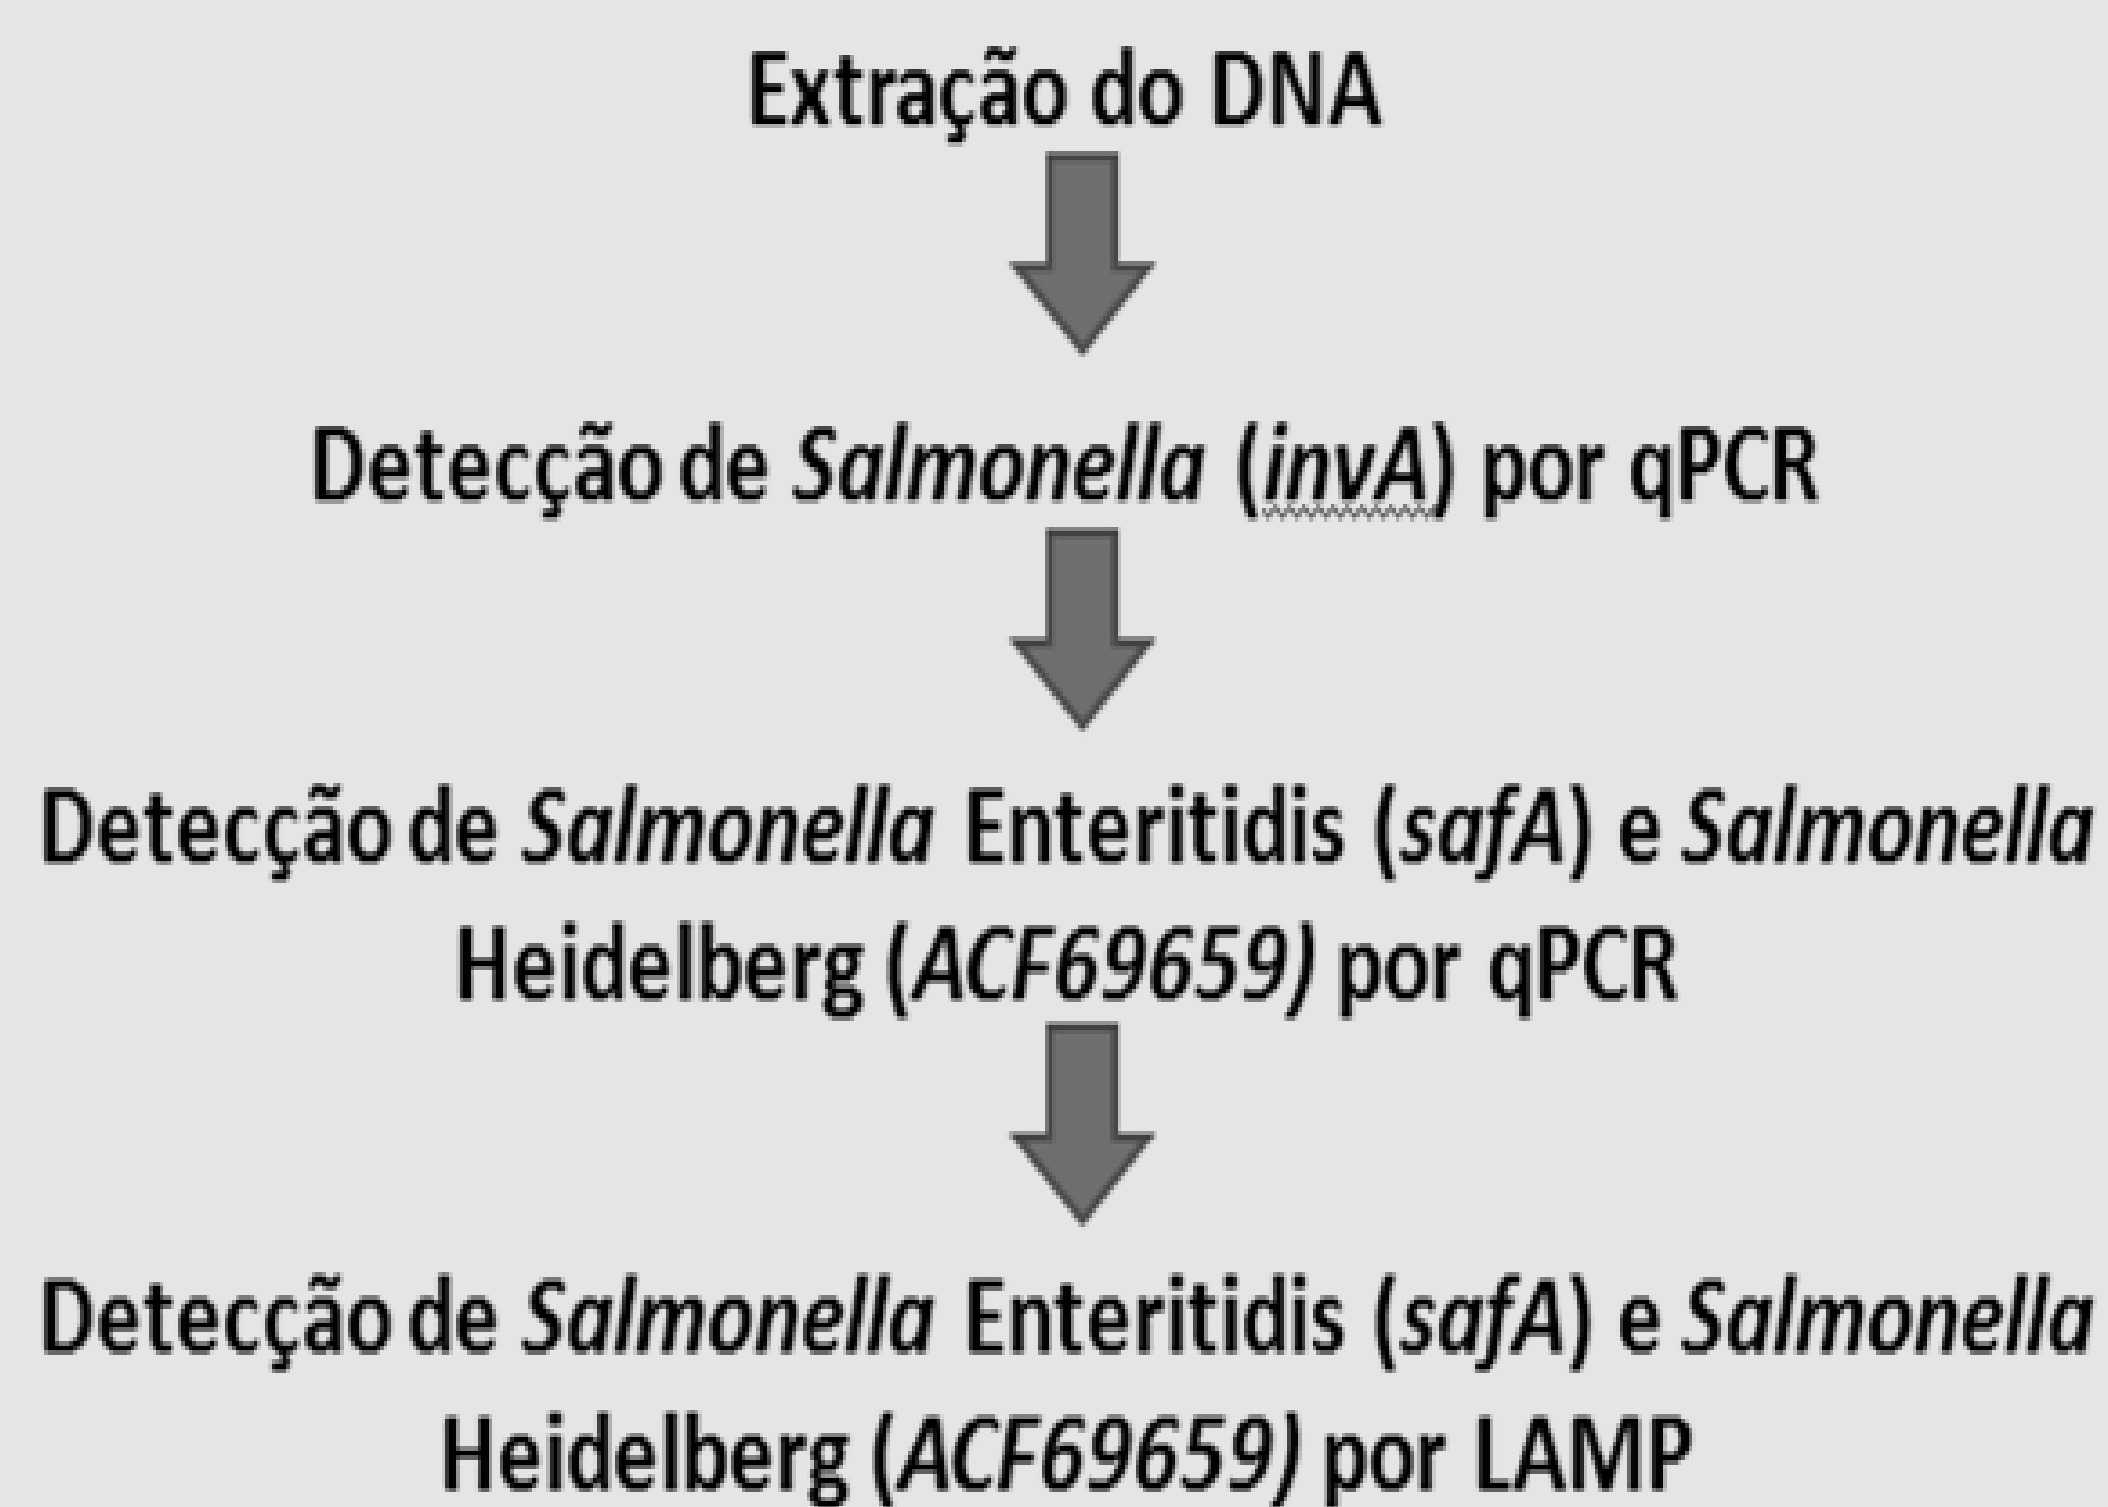 Extração do DNA
Detecção de Salmonella (invA) por qPCR
Detecção de Salmonella Enteritidis (safA) e Salmonella
Heidelberg (ACF69659) por qPCR
Detecção de Salmonella Enteritidis (safA) e Salmonella
Heidelberg (ACF69659) por LAMP